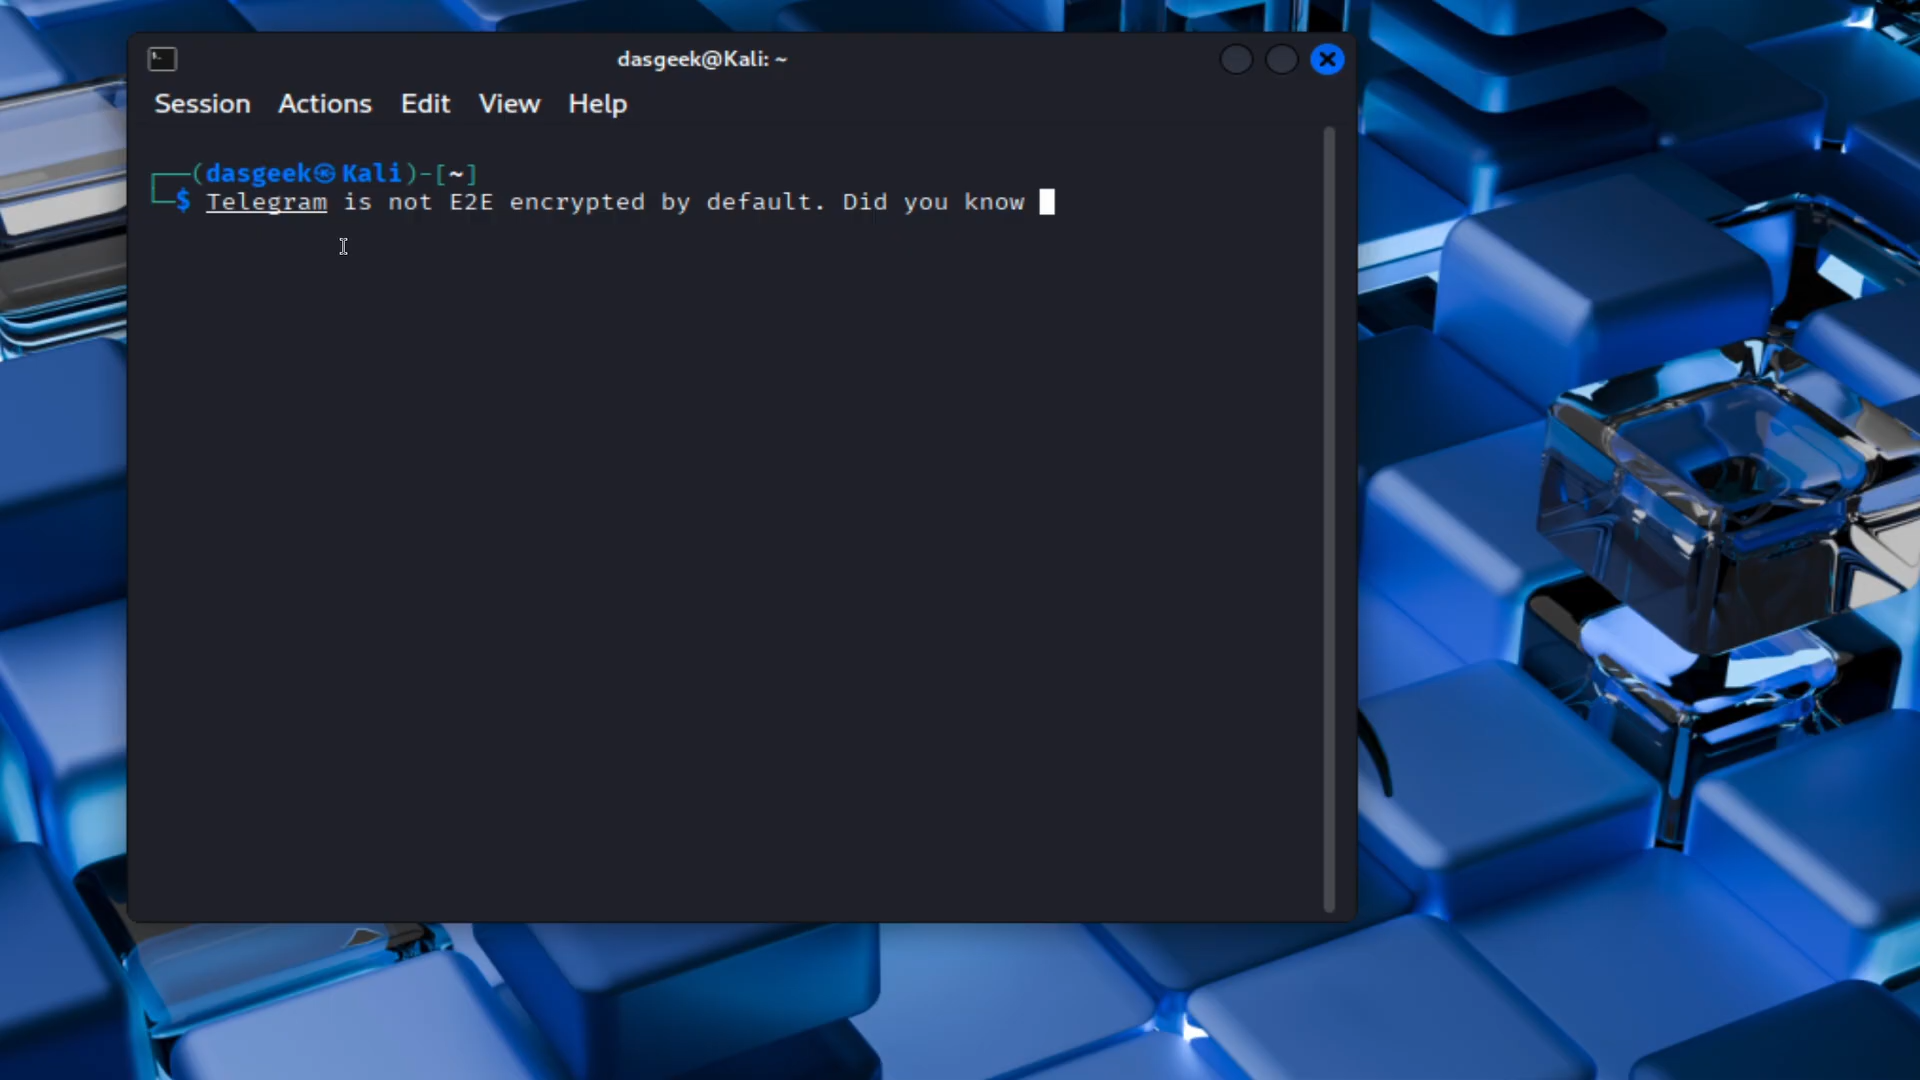 dasgeek@Kali: ~
Session Actions Edit View Help
┌──(dasgeek㉿Kali)-[~]
└─$ Telegram is not E2E encrypted by default. Did you know